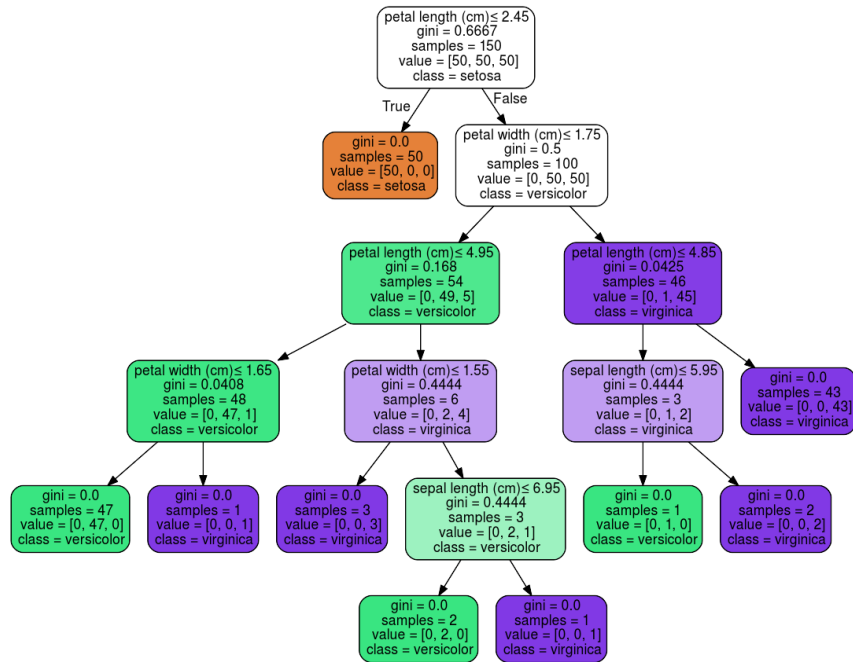 petal length (cm)≤ 2.45
gini = 0.6667
samples = 150
value = [50, 50, 50]
class = setosa
True
False
gini = 0.0
samples = 50
value = [50, 0, 0]
class = setosa
petal width (cm)≤ 1.75
gini = 0.5
samples = 100
value = [0, 50, 50]
class = versicolor
petal length (cm)≤ 4.95
gini = 0.168
samples = 54
value = [0, 49, 5]
class = versicolor
petal length (cm)≤ 4.85
gini = 0.0425
samples = 46
value = [0, 1, 45]
class = virginica
petal width (cm)≤ 1.65
gini = 0.0408
samples = 48
value = [0, 47, 1]
class = versicolor
petal width (cm)≤ 1.55
gini = 0.4444
samples = 6
value = [0, 2, 4]
class = virginica
sepal length (cm)≤ 5.95
gini = 0.4444
samples = 3
value = [0, 1, 2]
class = virginica
gini = 0.0
samples = 43
value = [0, 0, 43]
class = virginica
gini = 0.0
samples = 47
value = [0, 47, 0]
class = versicolor
gini = 0.0
samples = 1
value = [0, 0, 1]
class = virginica
gini = 0.0
samples = 3
value = [0, 0, 3]
class = virginica
sepal length (cm)≤ 6.95
gini = 0.4444
samples = 3
value = [0, 2, 1]
class = versicolor
gini = 0.0
samples = 1
value = [0, 1, 0]
class = versicolor
gini = 0.0
samples = 2
value = [0, 0, 2]
class = virginica
gini = 0.0
samples = 2
value = [0, 2, 0]
class = versicolor
gini = 0.0
samples = 1
value = [0, 0, 1]
class = virginica